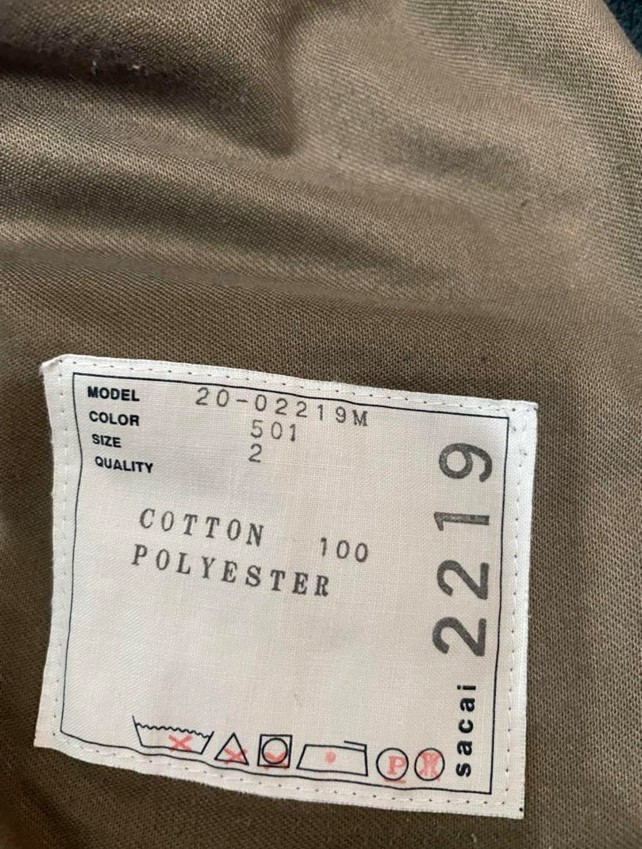 MODEL 20-02219M
COLOR 501
SIZE 2
QUALITY
COTTON 100
POLYESTER
P
W
sacai 2219